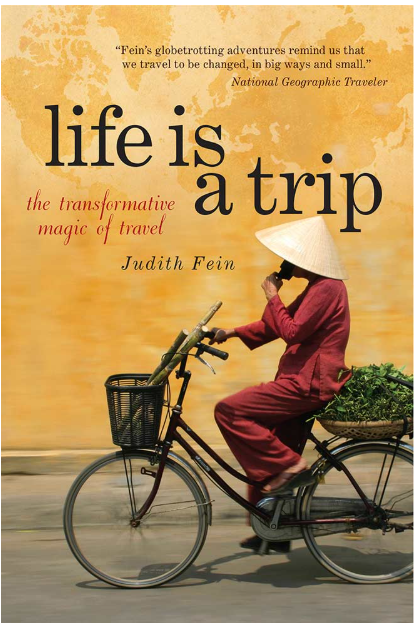 “Fein’s globetrotting adventures remind us that
we travel to be changed, in big ways and small.”
National Geographic Traveler
life is
a trip
the transformative
magic of travel
Judith Fein